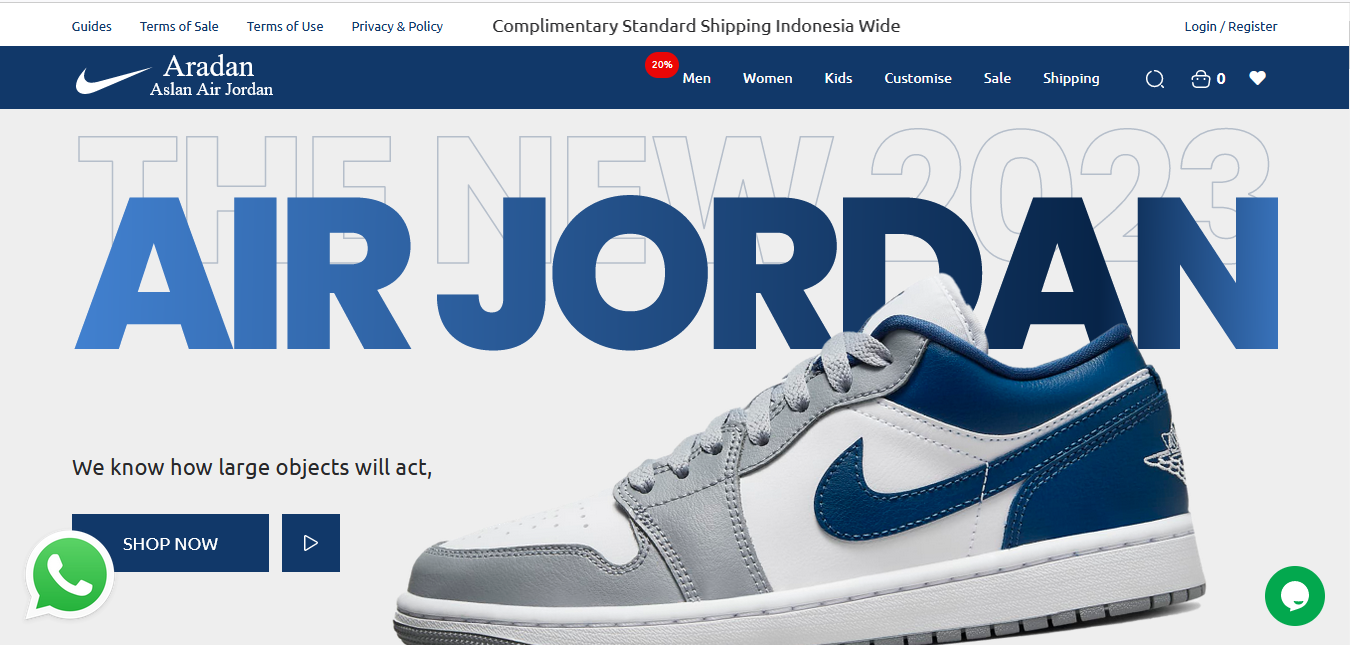 Guides Terms of Sale Terms of Use Privacy & Policy Complimentary Standard Shipping Indonesia Wide Login / Register
Aradan
Aslan Air Jordan
20%
Men Women Kids Customise Sale Shipping 0
THE NEW 2023
AIR JORDAN
We know how large objects will act,
SHOP NOW